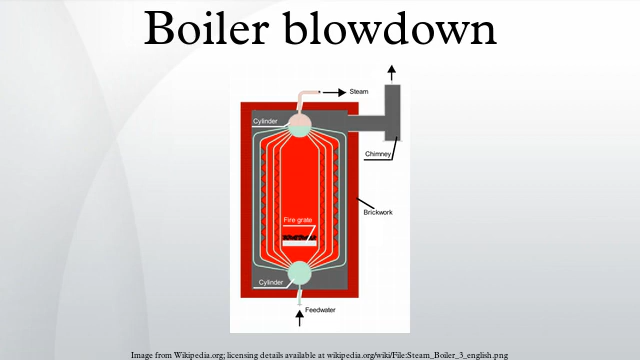 Boiler blowdown
Steam
Cylinder
Chimney
Brickwork
Fire grate
Cylinder
Feedwater
Image from Wikipedia.org; licensing details available at wikipedia.org/wiki/File:Steam_Boiler_3_english.png